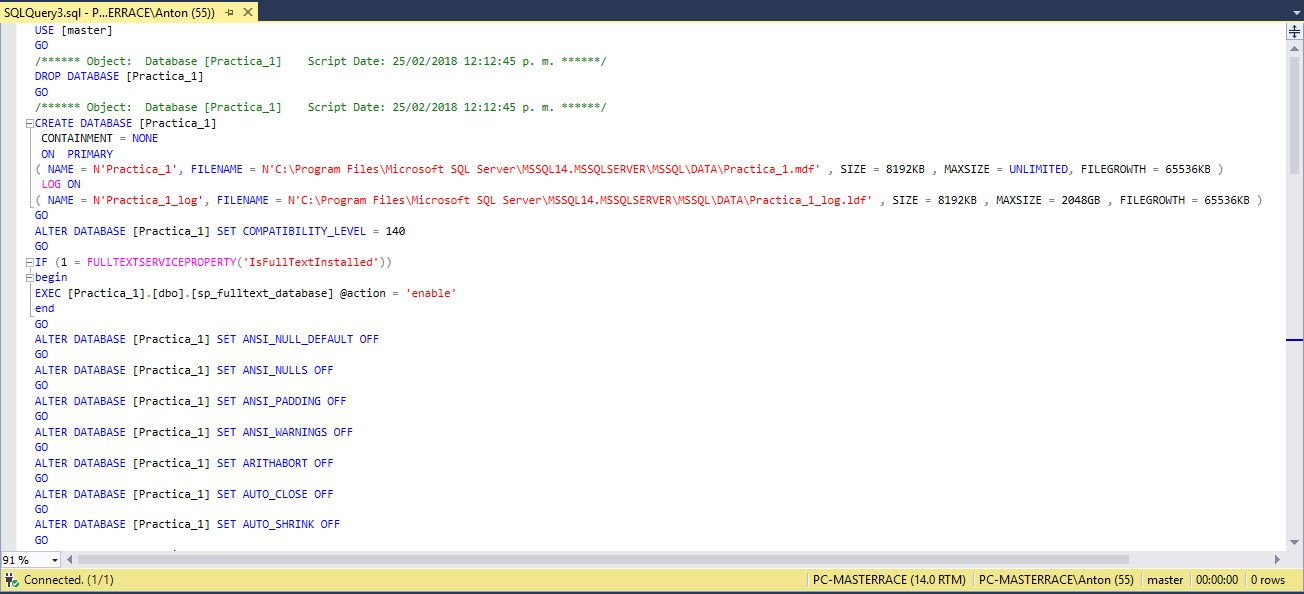 SQLQuery3.sql - P...ERRACE\Anton (55))
USE [master]
GO
/****** Object:  Database [Practica_1]    Script Date: 25/02/2018 12:12:45 p. m. ******/
DROP DATABASE [Practica_1]
GO
/****** Object:  Database [Practica_1]    Script Date: 25/02/2018 12:12:45 p. m. ******/
CREATE DATABASE [Practica_1]
 CONTAINMENT = NONE
 ON  PRIMARY
( NAME = N'Practica_1', FILENAME = N'C:\Program Files\Microsoft SQL Server\MSSQL14.MSSQLSERVER\MSSQL\DATA\Practica_1.mdf' , SIZE = 8192KB , MAXSIZE = UNLIMITED, FILEGROWTH = 65536KB )
 LOG ON
( NAME = N'Practica_1_log', FILENAME = N'C:\Program Files\Microsoft SQL Server\MSSQL14.MSSQLSERVER\MSSQL\DATA\Practica_1_log.ldf' , SIZE = 8192KB , MAXSIZE = 2048GB , FILEGROWTH = 65536KB )
GO
ALTER DATABASE [Practica_1] SET COMPATIBILITY_LEVEL = 140
GO
IF (1 = FULLTEXTSERVICEPROPERTY('IsFullTextInstalled'))
begin
EXEC [Practica_1].[dbo].[sp_fulltext_database] @action = 'enable'
end
GO
ALTER DATABASE [Practica_1] SET ANSI_NULL_DEFAULT OFF
GO
ALTER DATABASE [Practica_1] SET ANSI_NULLS OFF
GO
ALTER DATABASE [Practica_1] SET ANSI_PADDING OFF
GO
ALTER DATABASE [Practica_1] SET ANSI_WARNINGS OFF
GO
ALTER DATABASE [Practica_1] SET ARITHABORT OFF
GO
ALTER DATABASE [Practica_1] SET AUTO_CLOSE OFF
GO
ALTER DATABASE [Practica_1] SET AUTO_SHRINK OFF
GO
91 %
Connected. (1/1) PC-MASTERRACE (14.0 RTM) PC-MASTERRACE\Anton (55) master 00:00:00 0 rows